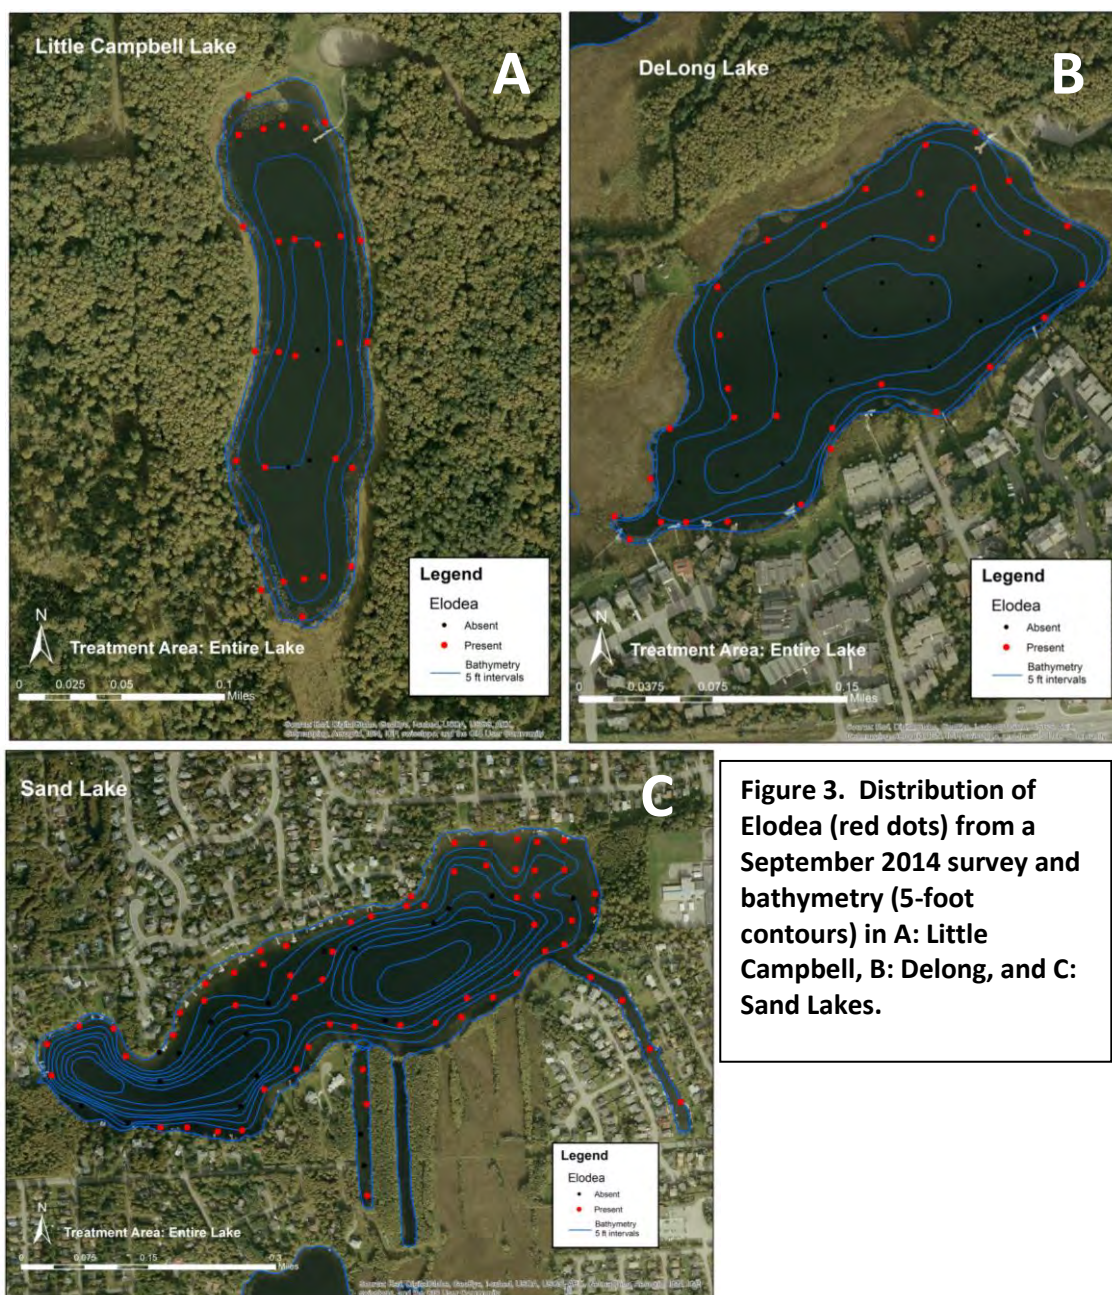 Little Campbell Lake
A
Legend
Elodea
Absent
Present
Bathymetry
5 ft intervals
N
Treatment Area: Entire Lake
0 0.025 0.05 0.1
Miles
DeLong Lake
B
Legend
Elodea
Absent
Present
Bathymetry
5 ft intervals
N
Treatment Area: Entire Lake
0 0.0375 0.075 0.15
Miles
Sand Lake
C
Legend
Elodea
Absent
Present
Bathymetry
5 ft intervals
N
Treatment Area: Entire Lake
0 0.075 0.15 0.3
Miles
Figure 3. Distribution of
Elodea (red dots) from a
September 2014 survey and
bathymetry (5-foot
contours) in A: Little
Campbell, B: Delong, and C:
Sand Lakes.